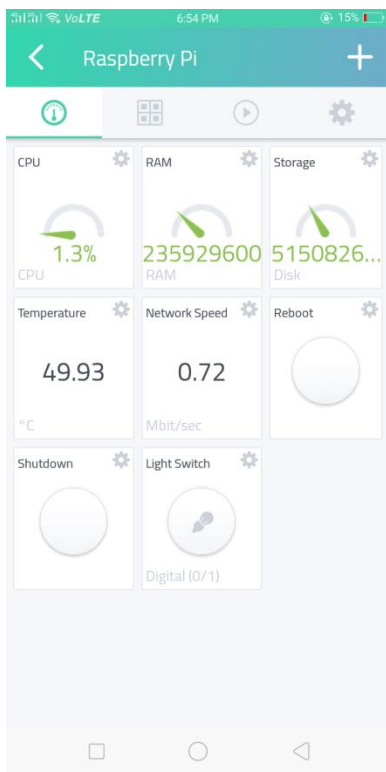 VoLTE 6:54 PM 15%
Raspberry Pi
CPU RAM Storage
1.3% 235929600 5150826...
CPU RAM Disk
Temperature Network Speed Reboot
49.93 0.72
°C Mbit/sec
Shutdown Light Switch
Digital (0/1)